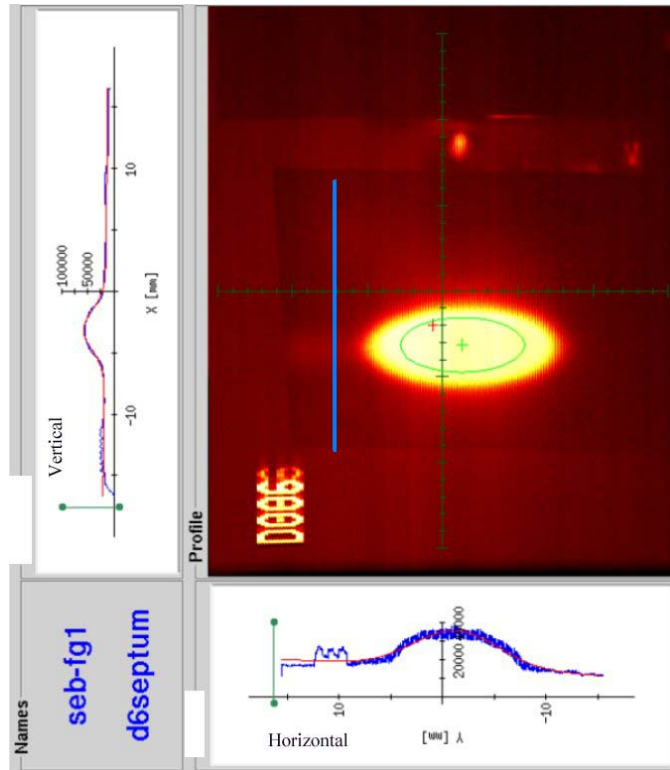 Names
seb-fg1
d6septum
Vertical
100000
50000
10
-10
X [mm]
Profile
D006
Horizontal
10
-10
Y [mm]
20000
40000